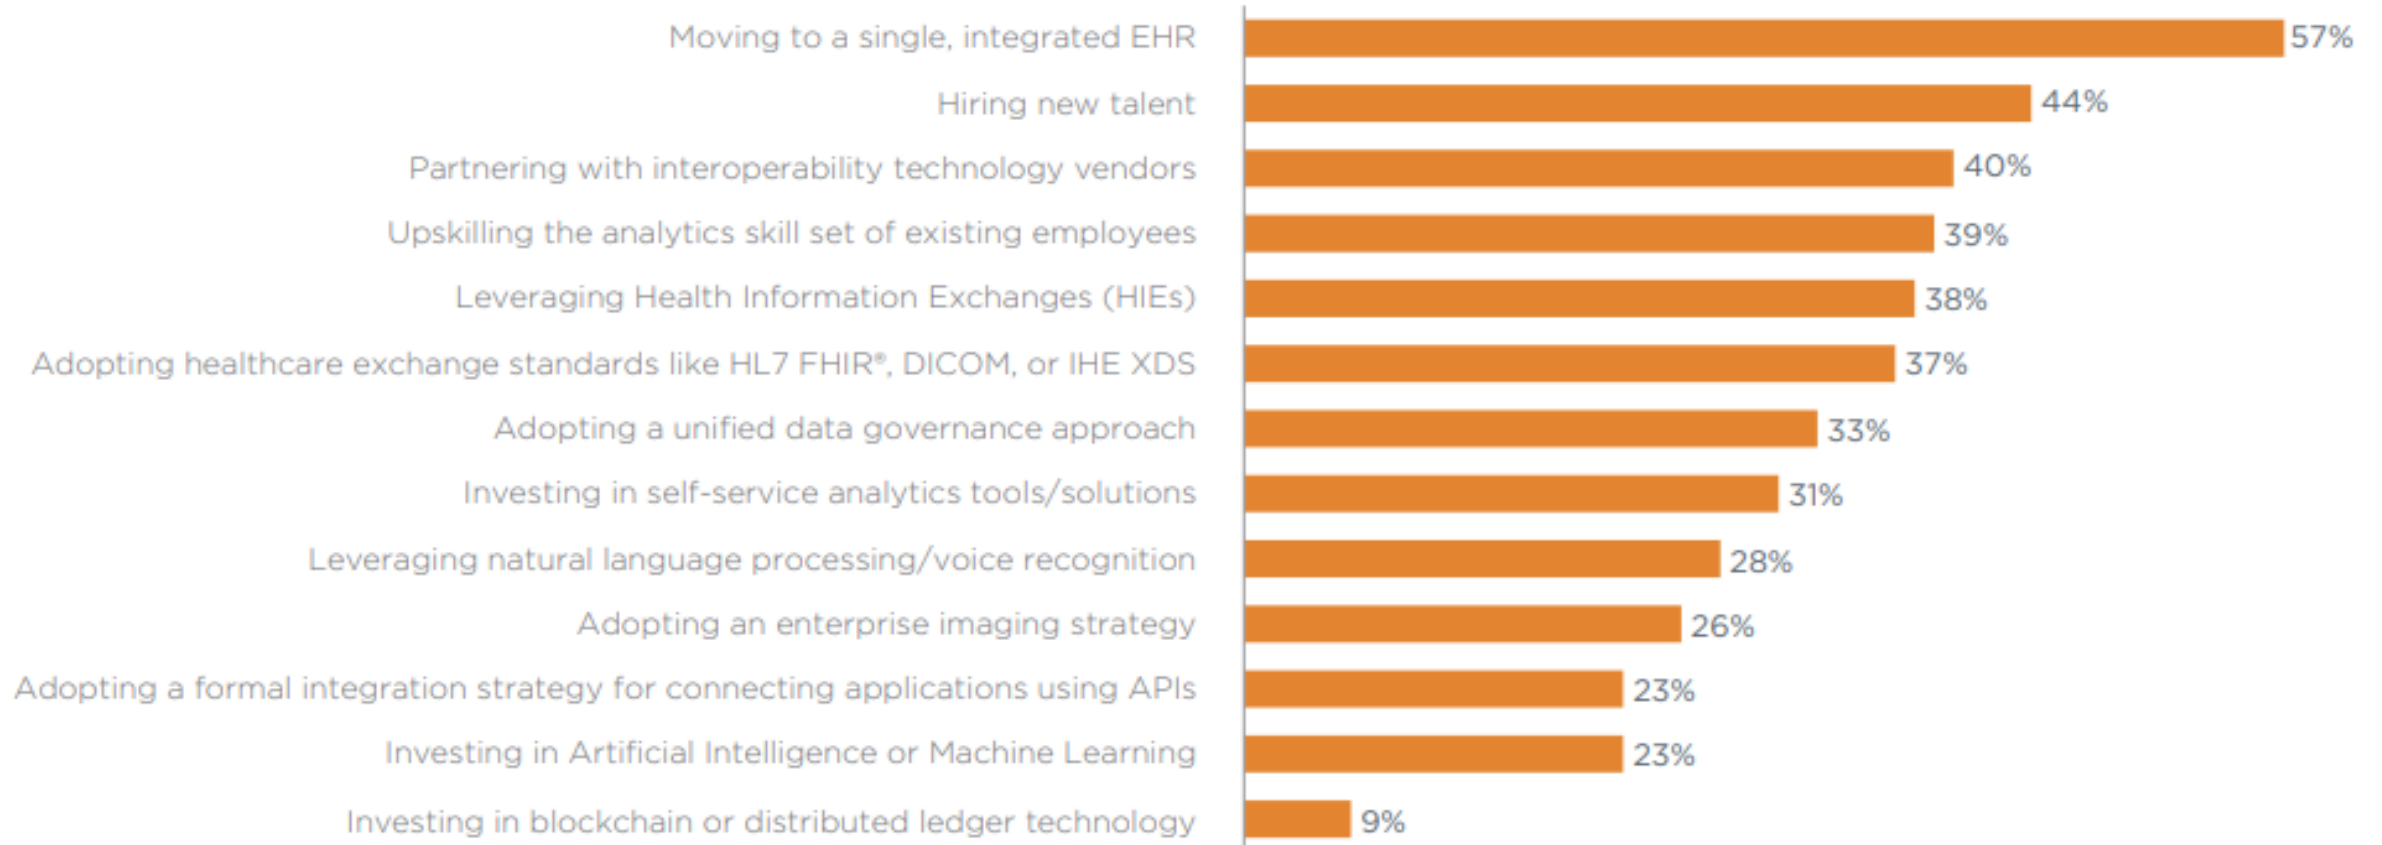 Moving to a single, integrated EHR 57%
Hiring new talent 44%
Partnering with interoperability technology vendors 40%
Upskilling the analytics skill set of existing employees 39%
Leveraging Health Information Exchanges (HIEs) 38%
Adopting healthcare exchange standards like HL7 FHIR®, DICOM, or IHE XDS 37%
Adopting a unified data governance approach 33%
Investing in self-service analytics tools/solutions 31%
Leveraging natural language processing/voice recognition 28%
Adopting an enterprise imaging strategy 26%
Adopting a formal integration strategy for connecting applications using APIs 23%
Investing in Artificial Intelligence or Machine Learning 23%
Investing in blockchain or distributed ledger technology 9%